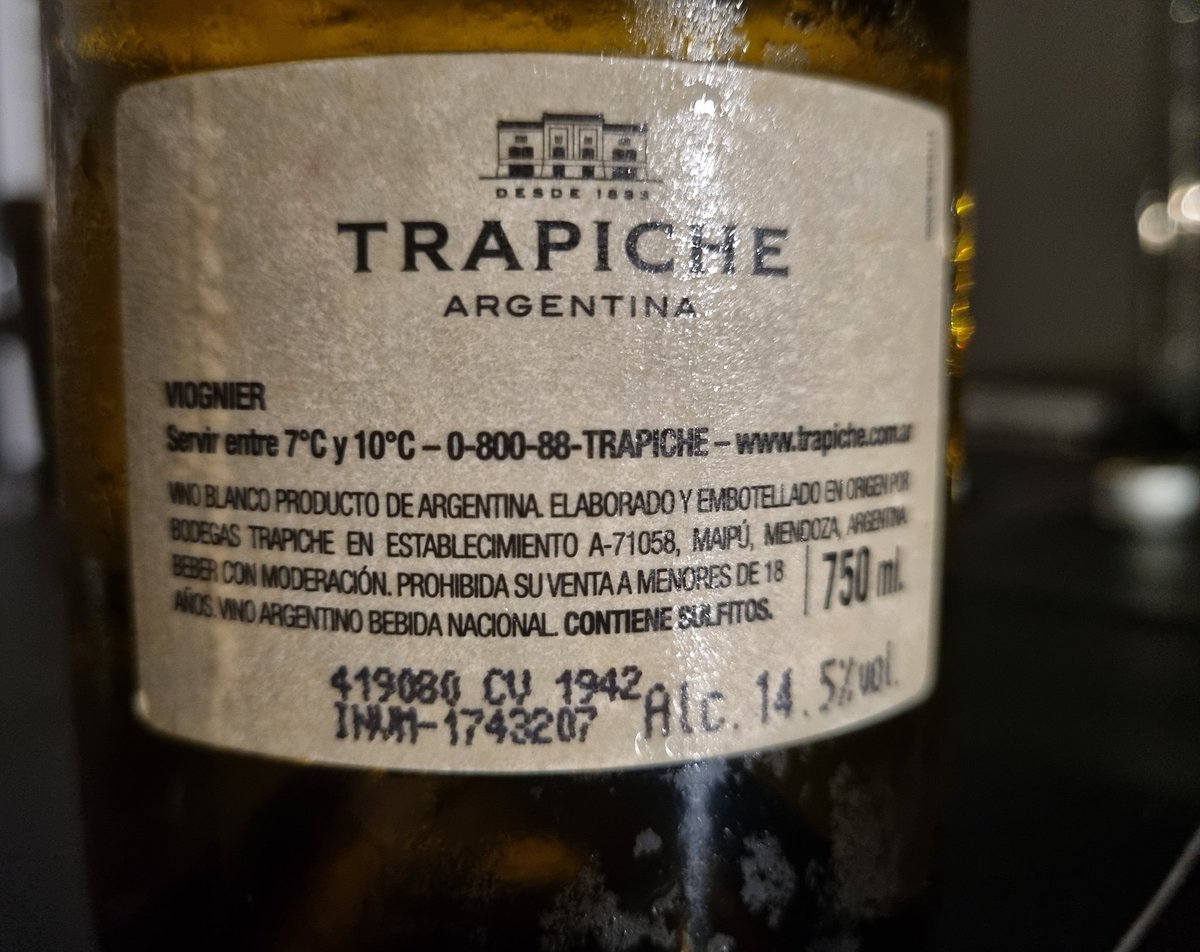 DESDE 1883
TRAPICHE
ARGENTINA
VIOGNIER
Servir entre 7°C y 10°C – 0-800-88-TRAPICHE – www.trapiche.com.ar
VINO BLANCO PRODUCTO DE ARGENTINA. ELABORADO Y EMBOTELLADO EN ORIGEN POR
BODEGAS TRAPICHE EN ESTABLECIMIENTO A-71058, MAIPÚ, MENDOZA, ARGENTINA
BEBER CON MODERACIÓN. PROHIBIDA SU VENTA A MENORES DE 18
AÑOS. VINO ARGENTINO BEBIDA NACIONAL. CONTIENE SULFITOS.
750 ml.
419080 CV 1942
INVM-1743207
Alc. 14.5%vol.